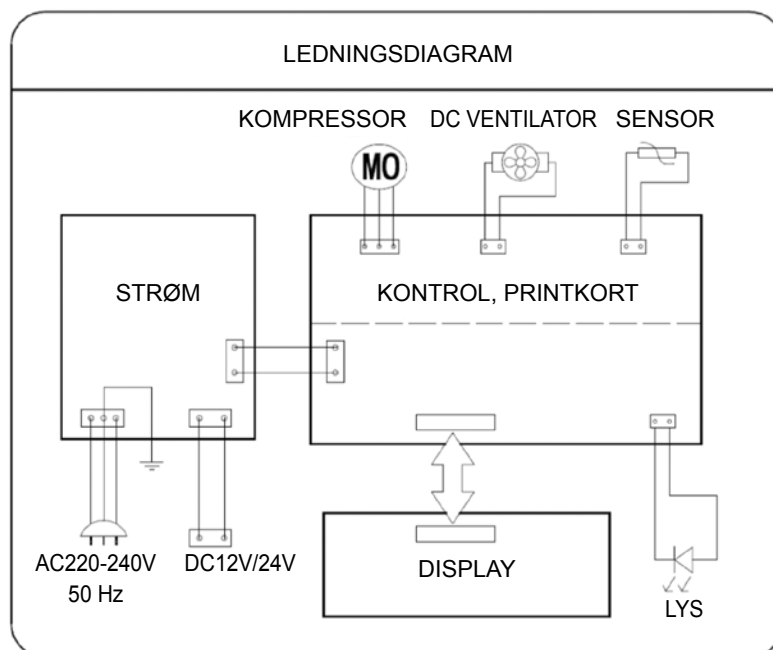 LEDNINGSDIAGRAM
KOMPRESSOR
DC VENTILATOR
SENSOR
MO
STRØM
KONTROL, PRINTKORT
AC220-240V
50 Hz
DC12V/24V
DISPLAY
LYS